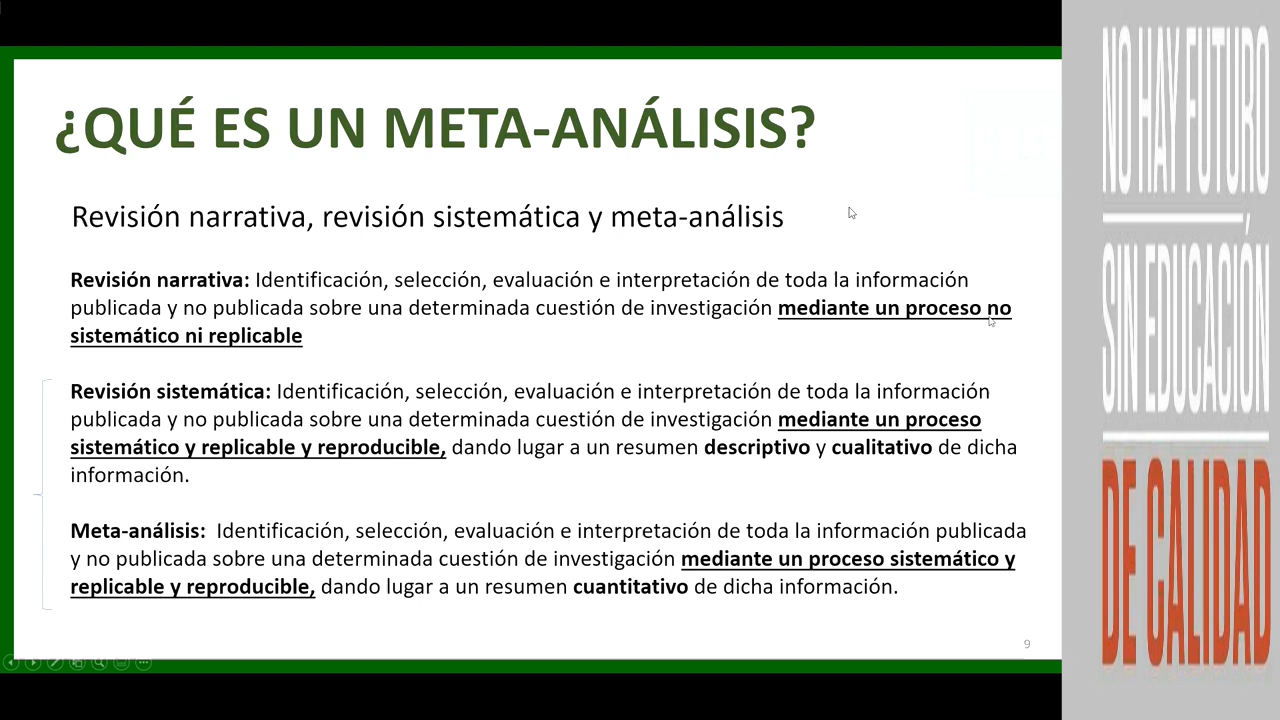 ¿QUÉ ES UN META-ANÁLISIS?
Revisión narrativa, revisión sistemática y meta-análisis
Revisión narrativa: Identificación, selección, evaluación e interpretación de toda la información
publicada y no publicada sobre una determinada cuestión de investigación mediante un proceso no
sistemático ni replicable
Revisión sistemática: Identificación, selección, evaluación e interpretación de toda la información
publicada y no publicada sobre una determinada cuestión de investigación mediante un proceso
sistemático y replicable y reproducible, dando lugar a un resumen descriptivo y cualitativo de dicha
información.
Meta-análisis: Identificación, selección, evaluación e interpretación de toda la información publicada
y no publicada sobre una determinada cuestión de investigación mediante un proceso sistemático y
replicable y reproducible, dando lugar a un resumen cuantitativo de dicha información.
9
NO HAY FUTURO
SIN EDUCACIÓN
DE CALIDAD